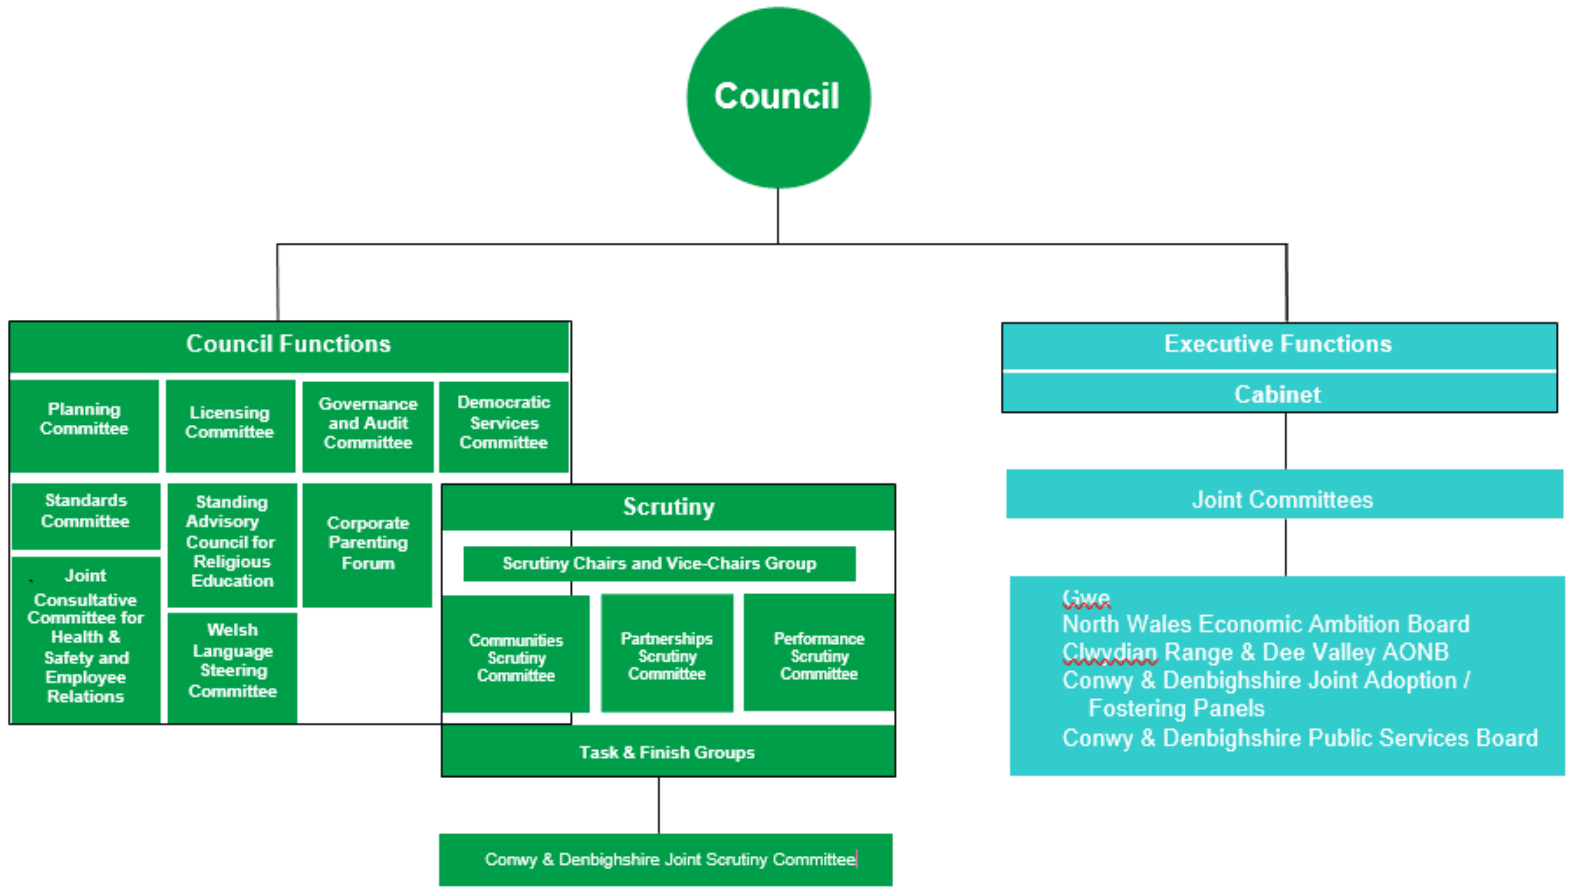 Council
Council Functions
Planning
Committee
Licensing
Committee
Governance
and Audit
Committee
Democratic
Services
Committee
Standards
Committee
Standing
Advisory
Council for
Religious
Education
Corporate
Parenting
Forum
Joint
Consultative
Committee for
Health &
Safety and
Employee
Relations
Welsh
Language
Steering
Committee
Scrutiny
Scrutiny Chairs and Vice-Chairs Group
Communities
Scrutiny
Committee
Partnerships
Scrutiny
Committee
Performance
Scrutiny
Committee
Task & Finish Groups
Conwy & Denbighshire Joint Scrutiny Committee
Executive Functions
Cabinet
Joint Committees
Gwe
North Wales Economic Ambition Board
Clwydian Range & Dee Valley AONB
Conwy & Denbighshire Joint Adoption /
Fostering Panels
Conwy & Denbighshire Public Services Board